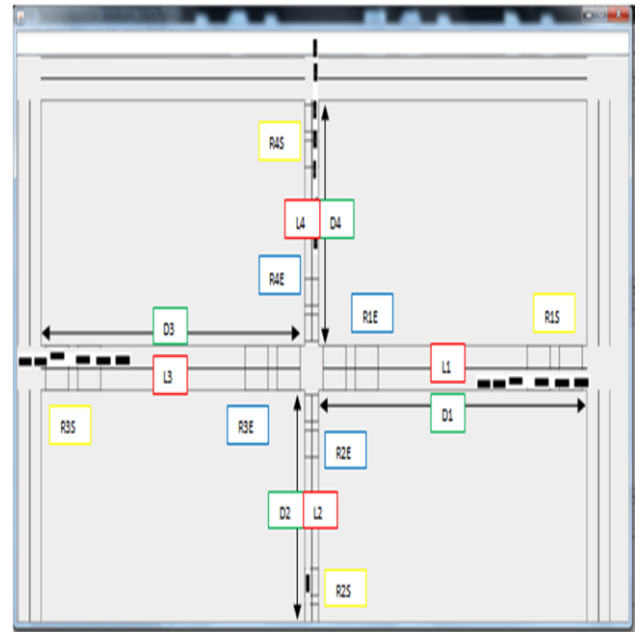 R4S
L4 D4
R4E
R1E
R1S
D3
L1
L3
D1
R3S
R3E
R2E
D2 L2
R2S